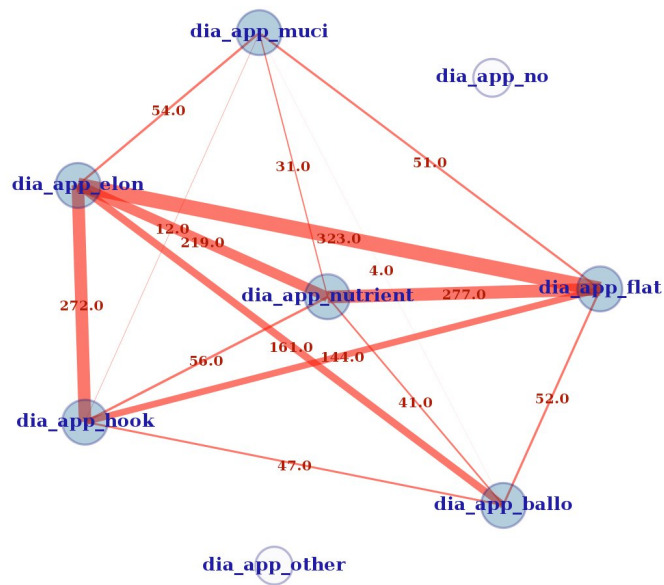 dia_app_muci
dia_app_no
54.0
51.0
31.0
dia_app_elon
12.0
323.0
219.0
4.0
dia_app_flat
dia_app_nutrient
277.0
272.0
161.0
144.0
56.0
41.0
52.0
dia_app_hook
47.0
dia_app_ballo
dia_app_other